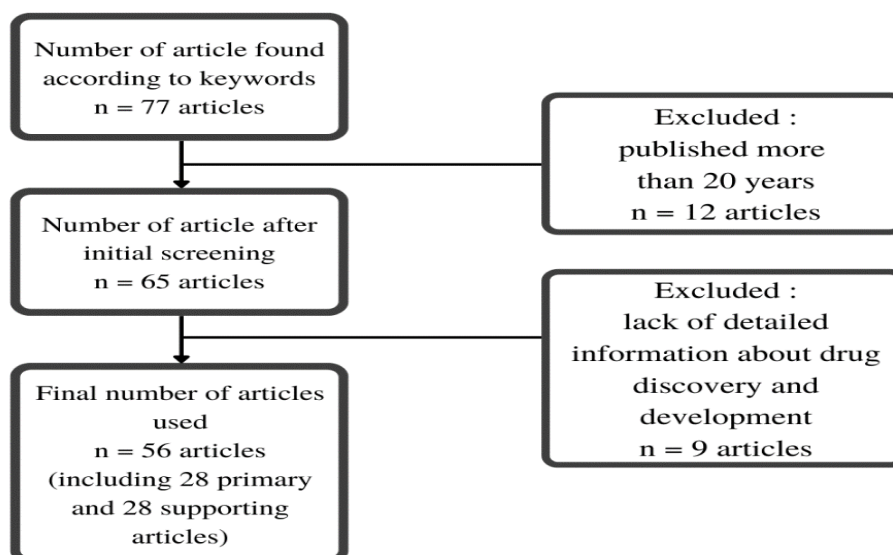 Number of article found
according to keywords
n = 77 articles
Excluded :
published more
than 20 years
n = 12 articles
Number of article after
initial screening
n = 65 articles
Excluded :
lack of detailed
information about drug
discovery and
development
n = 9 articles
Final number of articles
used
n = 56 articles
(including 28 primary
and 28 supporting
articles)